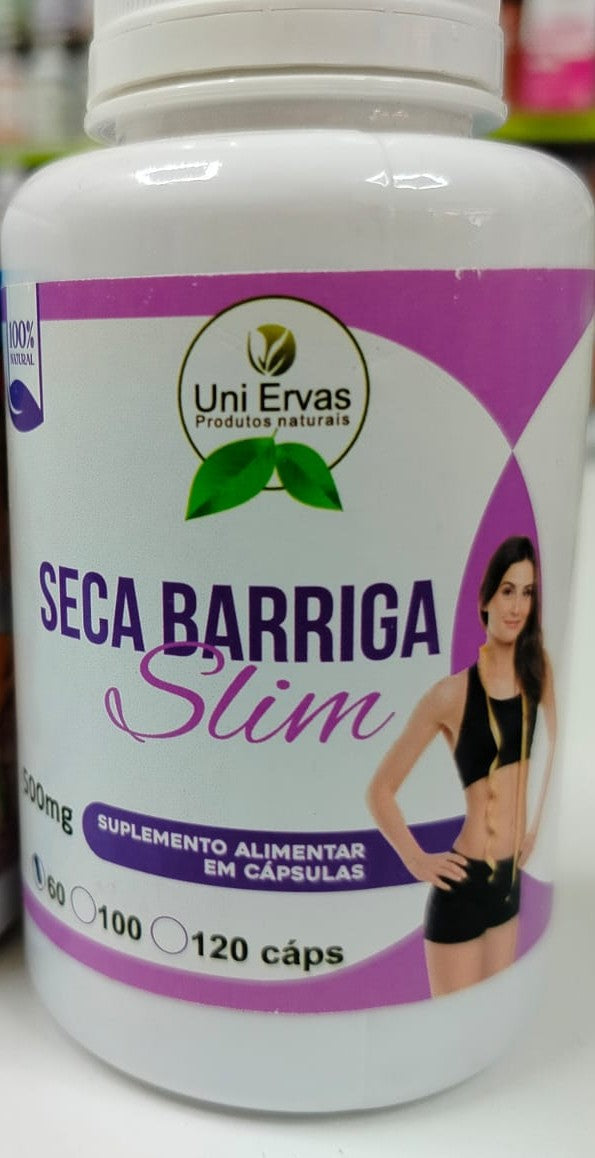 100%
NATURAL
Uni Ervas
Produtos naturais
SECA BARRIGA
Slim
500mg
SUPLEMENTO ALIMENTAR
EM CÁPSULAS
60 100 120 cáps